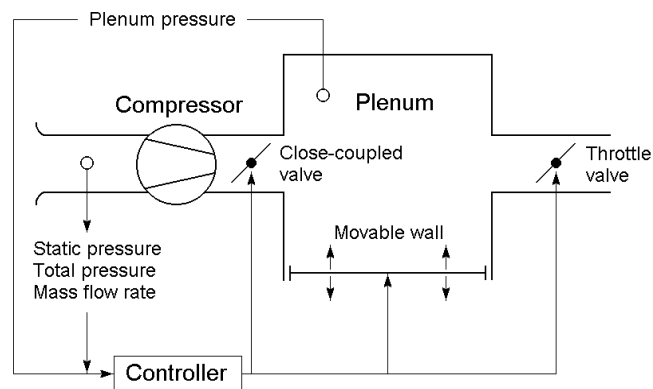 Plenum pressure
Compressor
Plenum
Close-coupled
valve
Throttle
valve
Movable wall
Static pressure
Total pressure
Mass flow rate
Controller